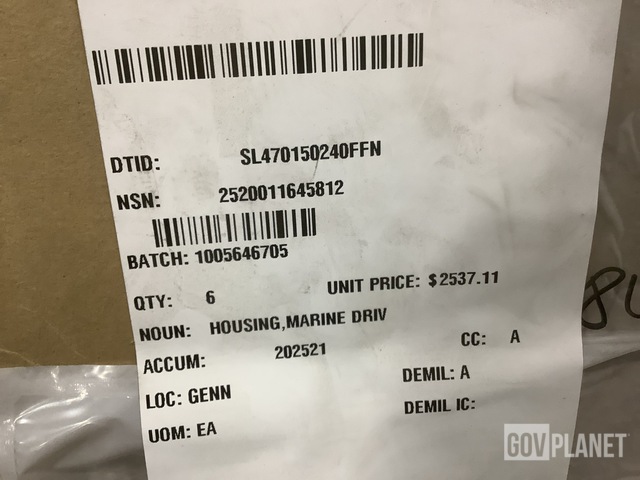 DTID: SL470150240FFN
NSN: 2520011645812
BATCH: 1005646705
QTY: 6 UNIT PRICE: $2537.11
NOUN: HOUSING,MARINE DRIV
ACCUM: 202521 CC: A
LOC: GENN DEMIL: A
UOM: EA DEMIL IC:
GOVPLANET